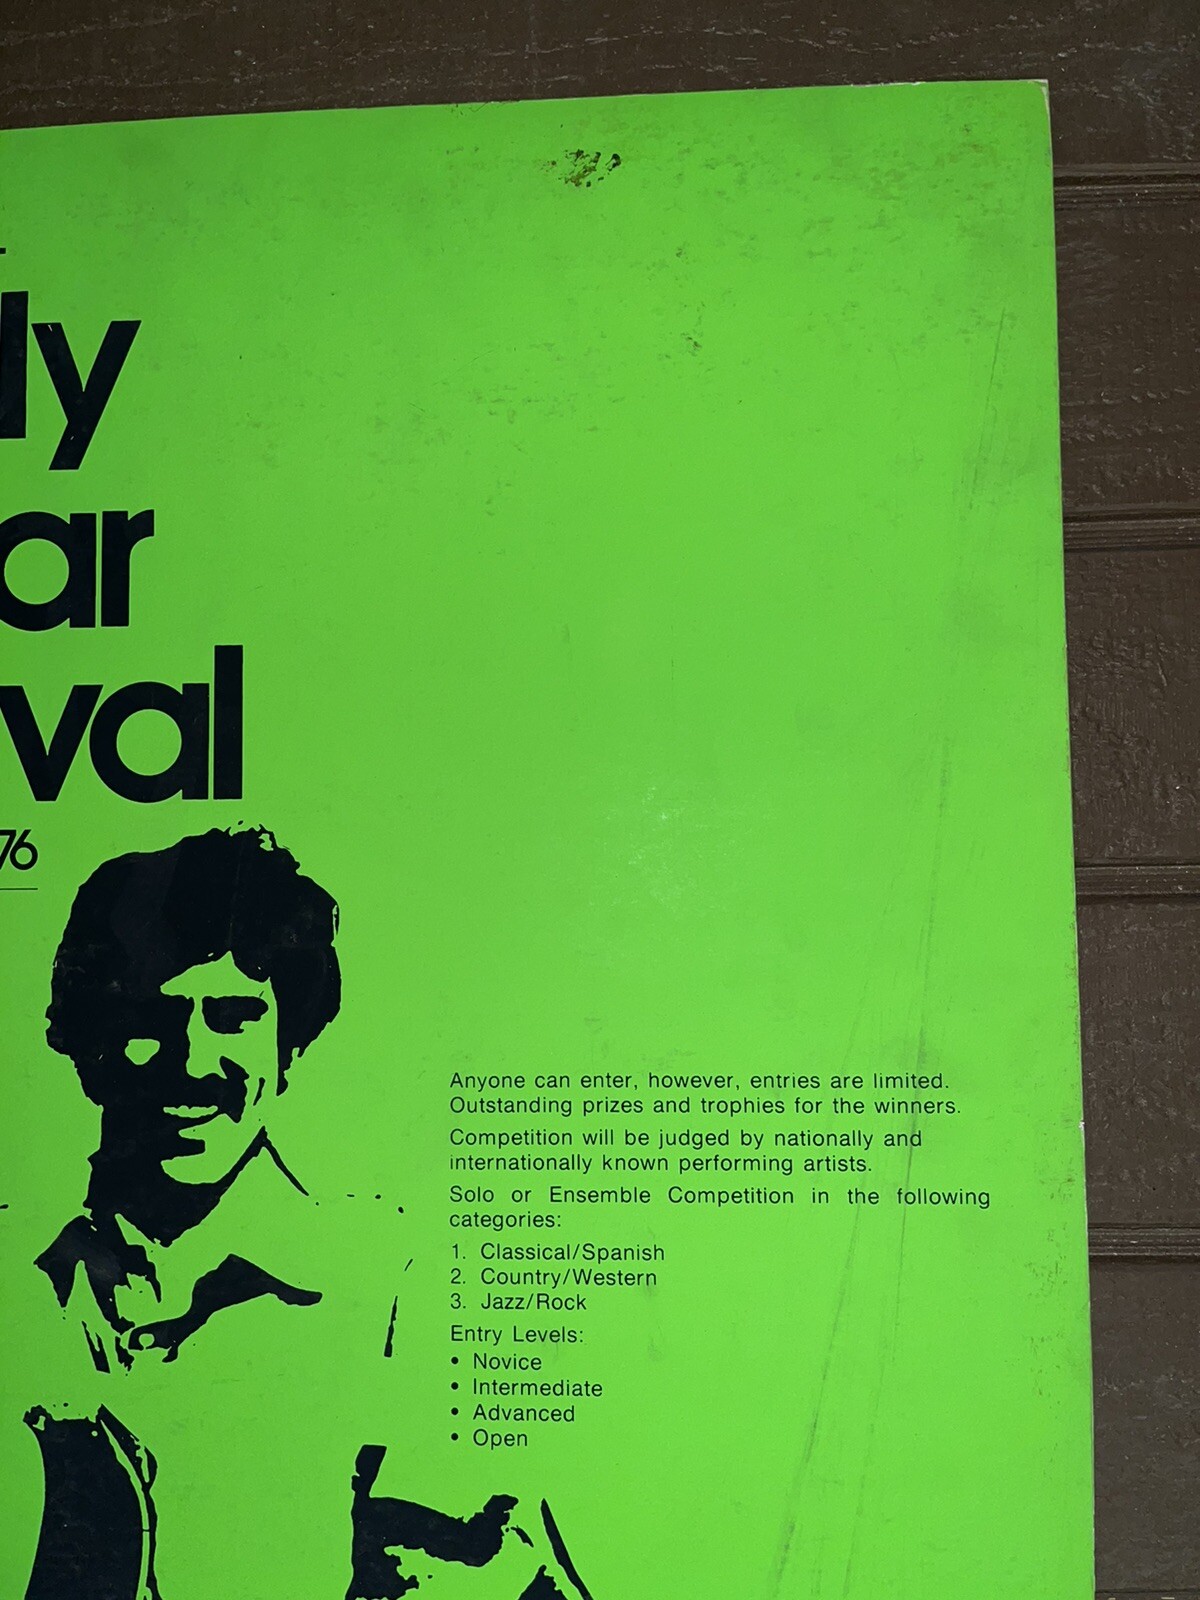 ly
ar
val
76
Anyone can enter, however, entries are limited.
Outstanding prizes and trophies for the winners.
Competition will be judged by nationally and
internationally known performing artists.
Solo or Ensemble Competition in the following
categories:
1. Classical/Spanish
2. Country/Western
3. Jazz/Rock
Entry Levels:
• Novice
• Intermediate
• Advanced
• Open